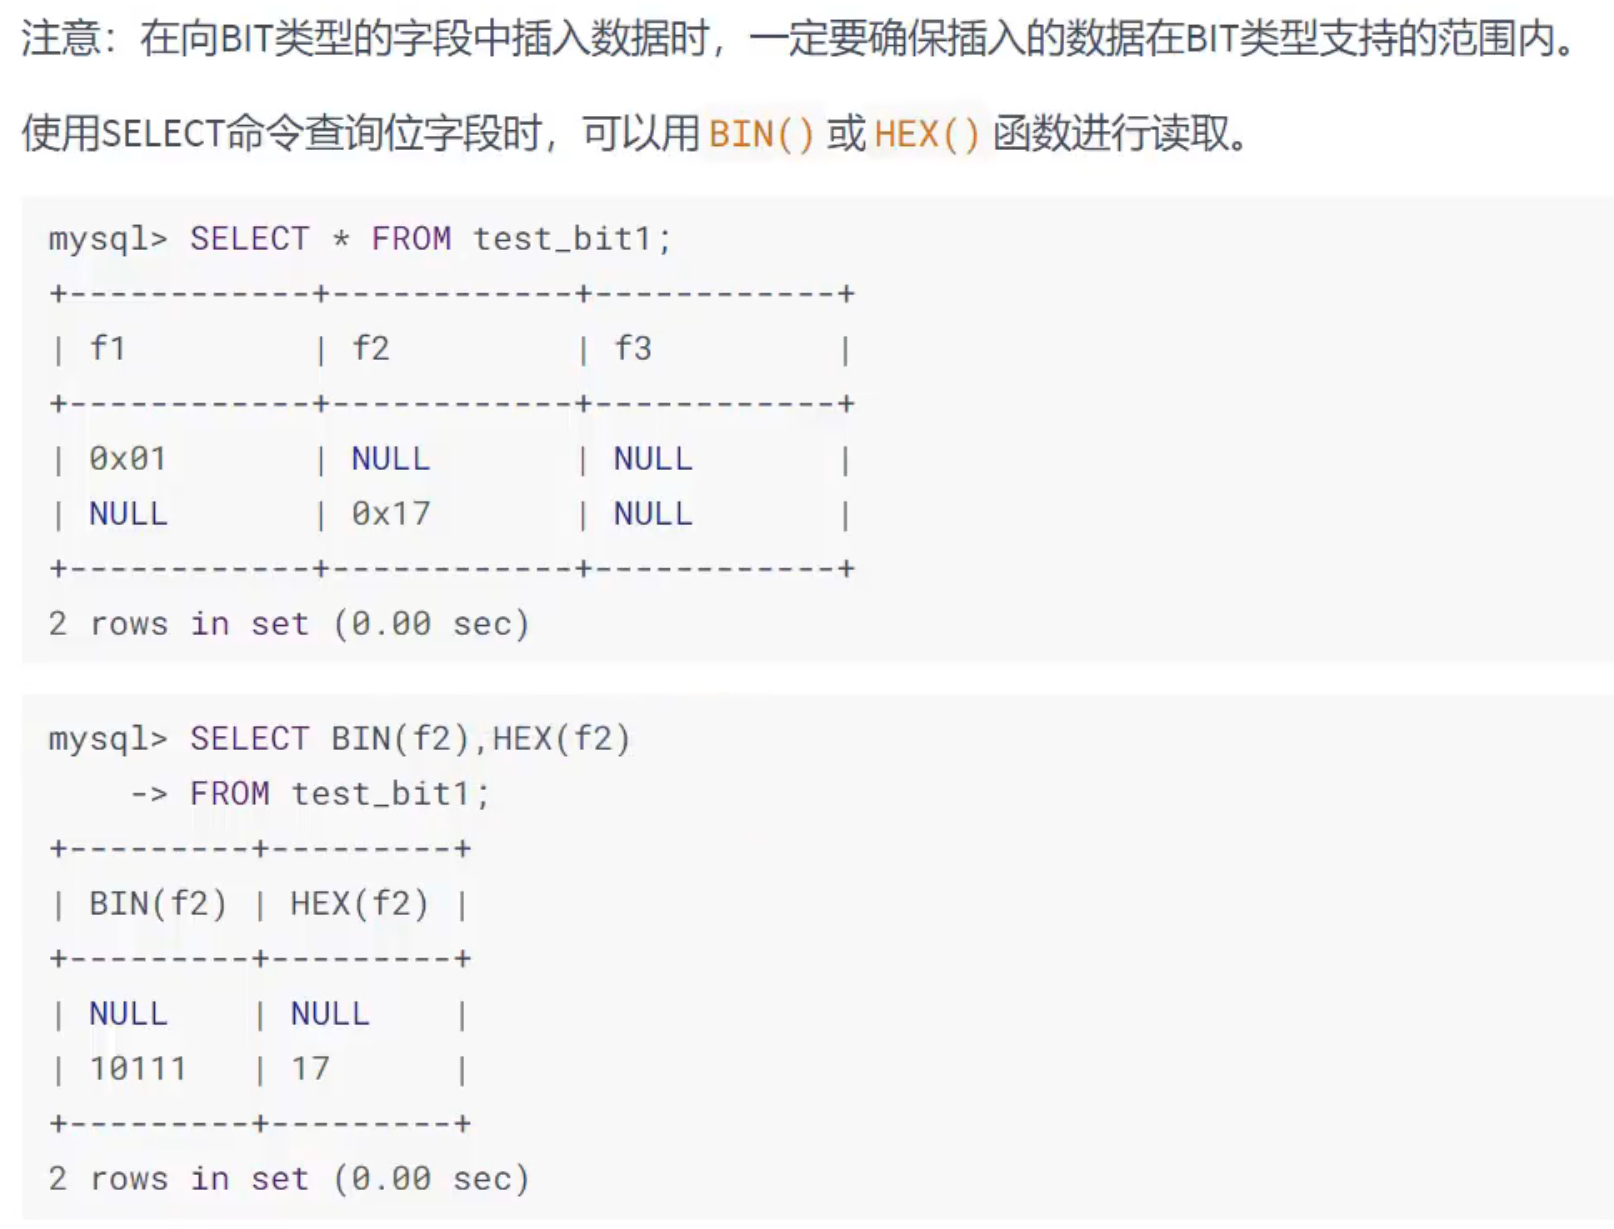 注意：在向BIT类型的字段中插入数据时，一定要确保插入的数据在BIT类型支持的范围内。
使用SELECT命令查询位字段时，可以用 BIN() 或 HEX() 函数进行读取。
mysql> SELECT * FROM test_bit1;
+------------+------------+------------+
| f1         | f2         | f3         |
+------------+------------+------------+
| 0x01       | NULL       | NULL       |
| NULL       | 0x17       | NULL       |
+------------+------------+------------+
2 rows in set (0.00 sec)
mysql> SELECT BIN(f2),HEX(f2)
    -> FROM test_bit1;
+---------+---------+
| BIN(f2) | HEX(f2) |
+---------+---------+
| NULL    | NULL    |
| 10111   | 17      |
+---------+---------+
2 rows in set (0.00 sec)